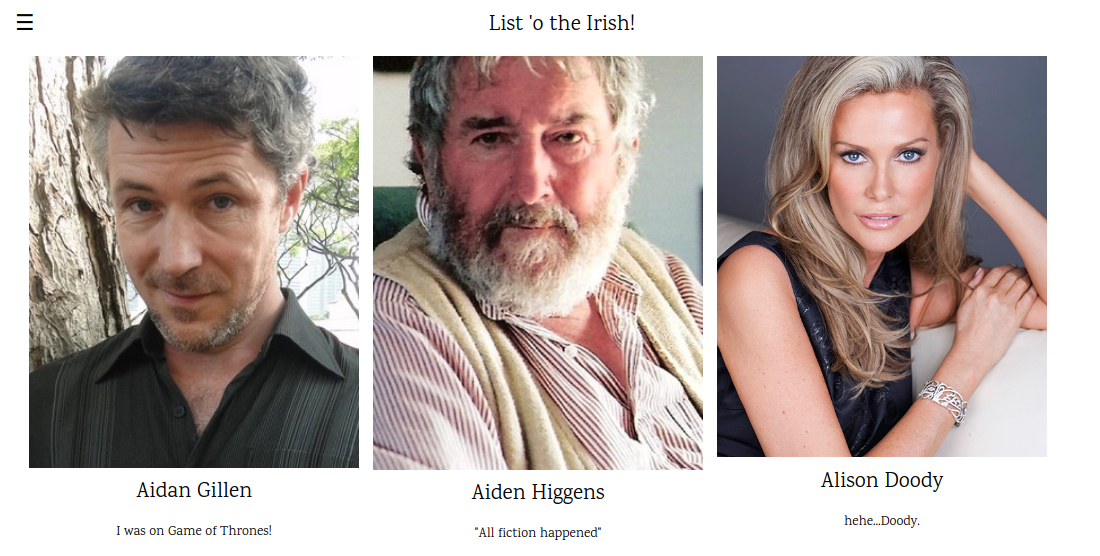 List 'o the Irish!
Aidan Gillen
I was on Game of Thrones!
Aiden Higgens
"All fiction happened"
Alison Doody
hehe...Doody.